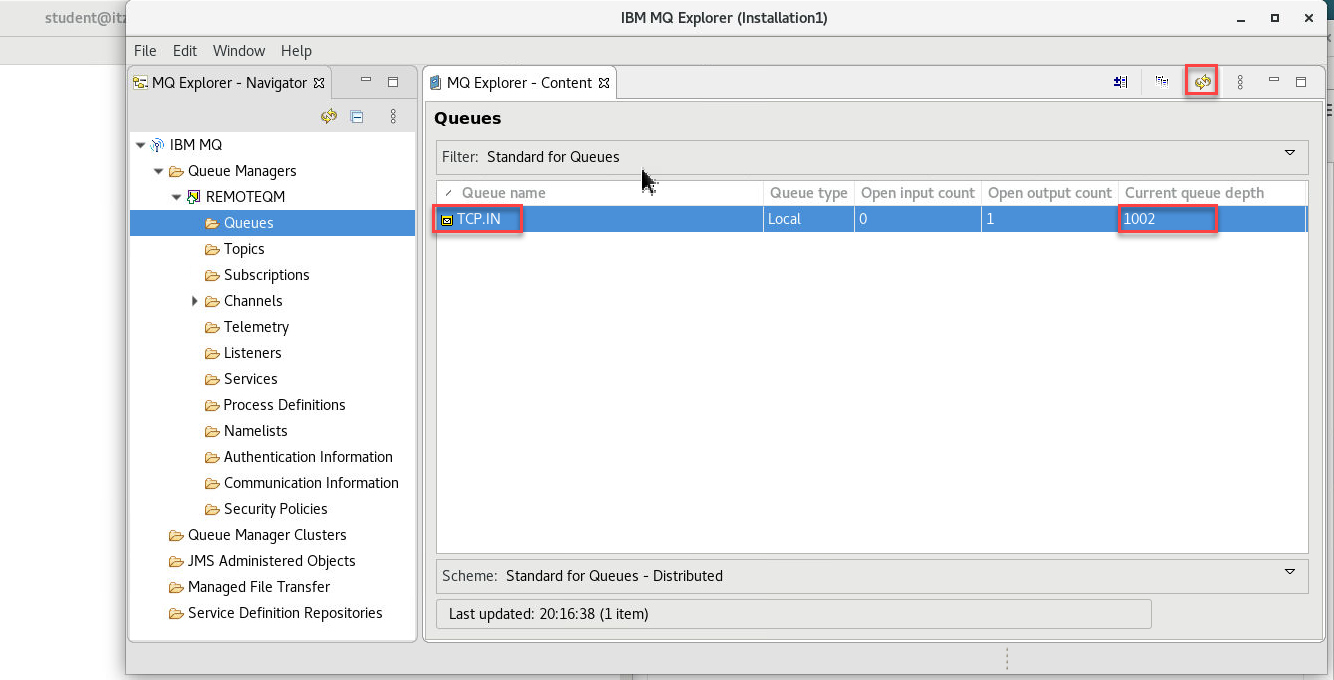 student@itz
IBM MQ Explorer (Installation1)
File Edit Window Help
MQ Explorer - Navigator
IBM MQ
Queue Managers
REMOTEQM
Queues
Topics
Subscriptions
Channels
Telemetry
Listeners
Services
Process Definitions
Namelists
Authentication Information
Communication Information
Security Policies
Queue Manager Clusters
JMS Administered Objects
Managed File Transfer
Service Definition Repositories
MQ Explorer - Content
Queues
Filter: Standard for Queues
Queue name Queue type Open input count Open output count Current queue depth
TCP.IN Local 0 1 1002
Scheme: Standard for Queues - Distributed
Last updated: 20:16:38 (1 item)